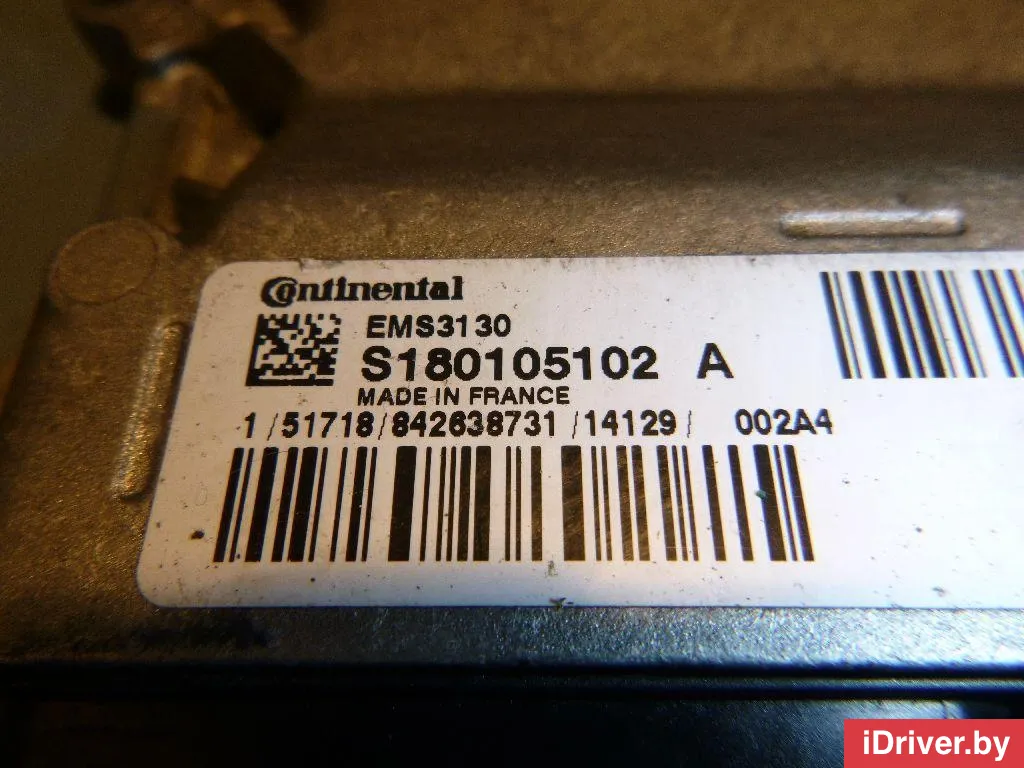 Continental
EMS3130
S180105102 A
MADE IN FRANCE
1/51718/842638731/14129/ 002A4
iDriver.by